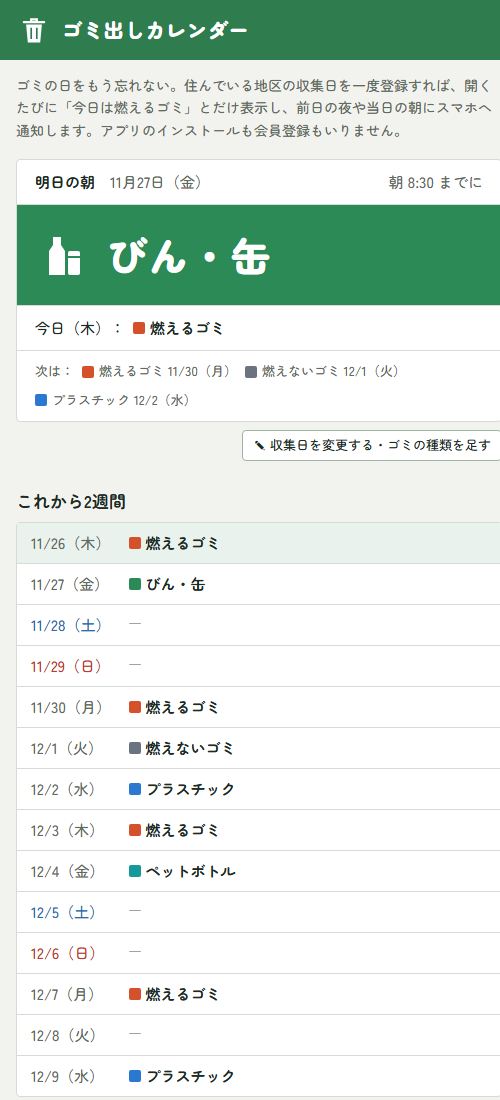 ゴミ出しカレンダー
ゴミの日をもう忘れない。住んでいる地区の収集日を一度登録すれば、開く
たびに「今日は燃えるゴミ」とだけ表示し、前日の夜や当日の朝にスマホへ
通知します。アプリのインストールも会員登録もいりません。
明日の朝 11月27日（金） 朝 8:30 までに
びん・缶
今日（木）： 燃えるゴミ
次は： 燃えるゴミ 11/30（月） 燃えないゴミ 12/1（火）
プラスチック 12/2（水）
収集日を変更する・ゴミの種類を足す
これから2週間
11/26（木） 燃えるゴミ
11/27（金） びん・缶
11/28（土） —
11/29（日） —
11/30（月） 燃えるゴミ
12/1（火） 燃えないゴミ
12/2（水） プラスチック
12/3（木） 燃えるゴミ
12/4（金） ペットボトル
12/5（土） —
12/6（日） —
12/7（月） 燃えるゴミ
12/8（火） —
12/9（水） プラスチック